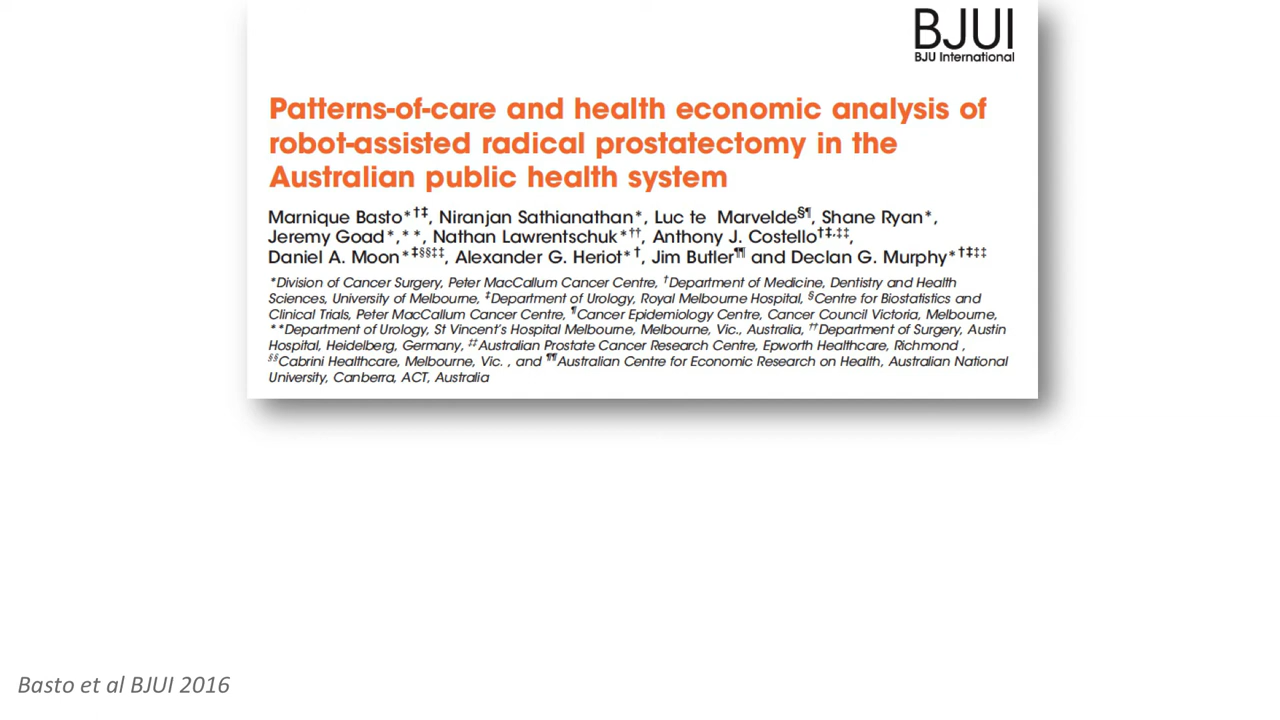 BJUI
BJU International
Patterns-of-care and health economic analysis of
robot-assisted radical prostatectomy in the
Australian public health system
Marnique Basto*†‡, Niranjan Sathianathan*, Luc te Marvelde§¶, Shane Ryan*,
Jeremy Goad*,**, Nathan Lawrentschuk*††, Anthony J. Costello†‡,‡‡,
Daniel A. Moon*‡§§‡‡, Alexander G. Heriot*†, Jim Butler¶¶ and Declan G. Murphy*†‡‡‡
*Division of Cancer Surgery, Peter MacCallum Cancer Centre, †Department of Medicine, Dentistry and Health
Sciences, University of Melbourne, ‡Department of Urology, Royal Melbourne Hospital, §Centre for Biostatistics and
Clinical Trials, Peter MacCallum Cancer Centre, ¶Cancer Epidemiology Centre, Cancer Council Victoria, Melbourne,
**Department of Urology, St Vincent's Hospital Melbourne, Melbourne, Vic., Australia, ††Department of Surgery, Austin
Hospital, Heidelberg, Germany, ‡‡Australian Prostate Cancer Research Centre, Epworth Healthcare, Richmond ,
§§Cabrini Healthcare, Melbourne, Vic. , and ¶¶Australian Centre for Economic Research on Health, Australian National
University, Canberra, ACT, Australia
Basto et al BJUI 2016